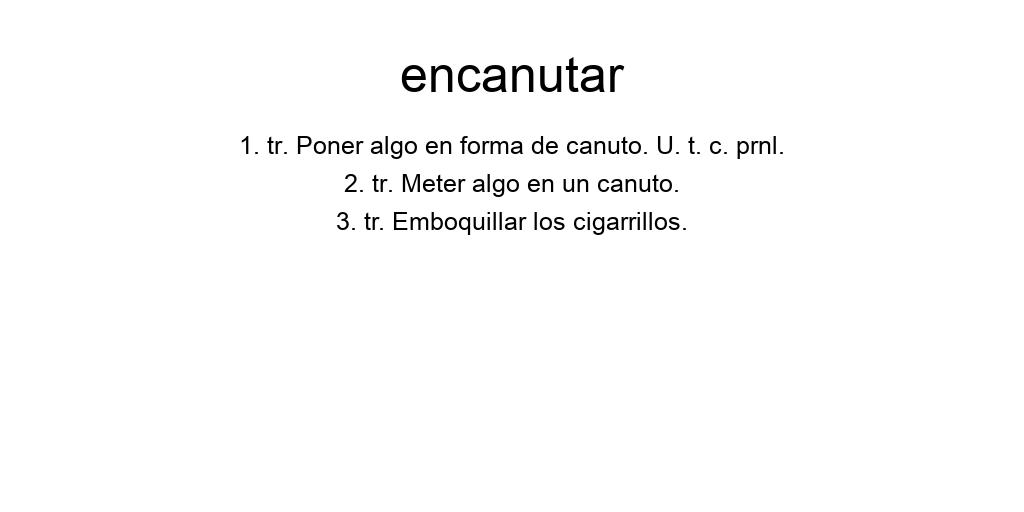 encanutar
1. tr. Poner algo en forma de canuto. U. t. c. prnl.
2. tr. Meter algo en un canuto.
3. tr. Emboquillar los cigarrillos.